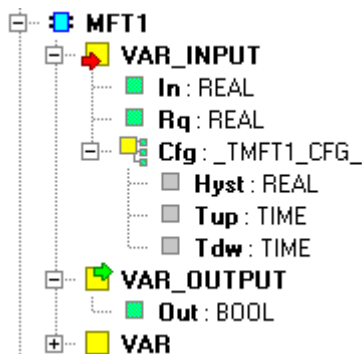 MFT1
VAR_INPUT
In : REAL
Rq : REAL
Cfg : _TMFT1_CFG_
Hyst : REAL
Tup : TIME
Tdw : TIME
VAR_OUTPUT
Out : BOOL
VAR